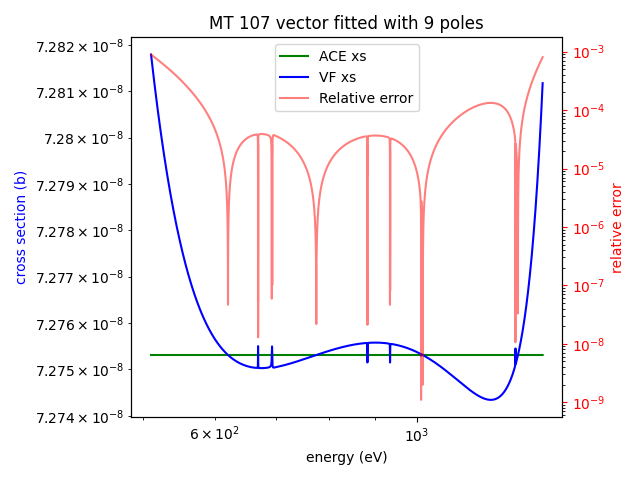 MT 107 vector fitted with 9 poles
ACE xs
VF xs
Relative error
7.282 × 10⁻⁸
7.281 × 10⁻⁸
7.28 × 10⁻⁸
7.279 × 10⁻⁸
7.278 × 10⁻⁸
7.277 × 10⁻⁸
7.276 × 10⁻⁸
7.275 × 10⁻⁸
7.274 × 10⁻⁸
cross section (b)
10⁻³
10⁻⁴
10⁻⁵
10⁻⁶
10⁻⁷
10⁻⁸
10⁻⁹
relative error
6 × 10² 10³
energy (eV)